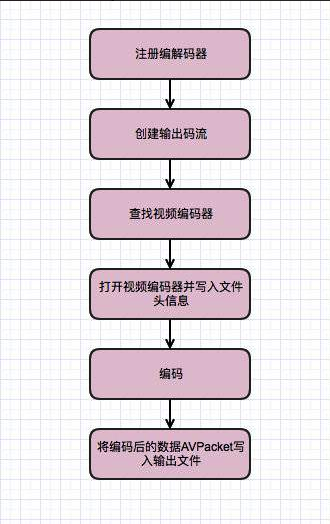 注册编解码器
创建输出码流
查找视频编码器
打开视频编码器并写入文件
头信息
编码
将编码后的数据AVPacket写
入输出文件